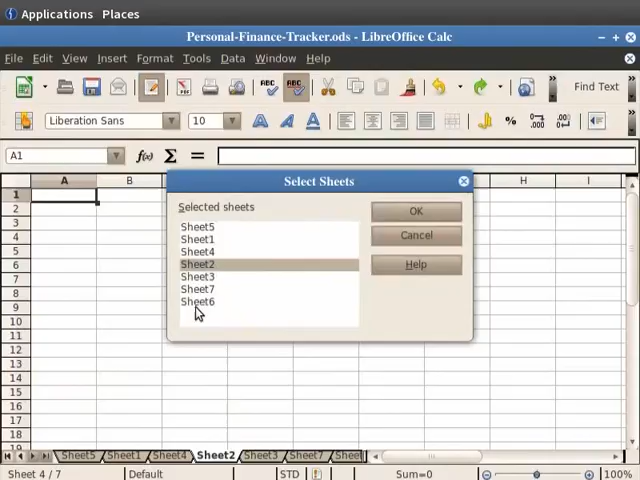 Applications Places
Personal-Finance-Tracker.ods - LibreOffice Calc
File Edit View Insert Format Tools Data Window Help
Find Text
Liberation Sans 10
A1
A B H I
1
2
3
4
5
6
7
8
9
10
11
12
13
14
15
16
17
18
19
Select Sheets
Selected sheets
Sheet5
Sheet1
Sheet4
Sheet2
Sheet3
Sheet7
Sheet6
OK
Cancel
Help
Sheet5 Sheet1 Sheet4 Sheet2 Sheet3 Sheet7 Sheet
Sheet 4 / 7 Default STD Sum=0 100%